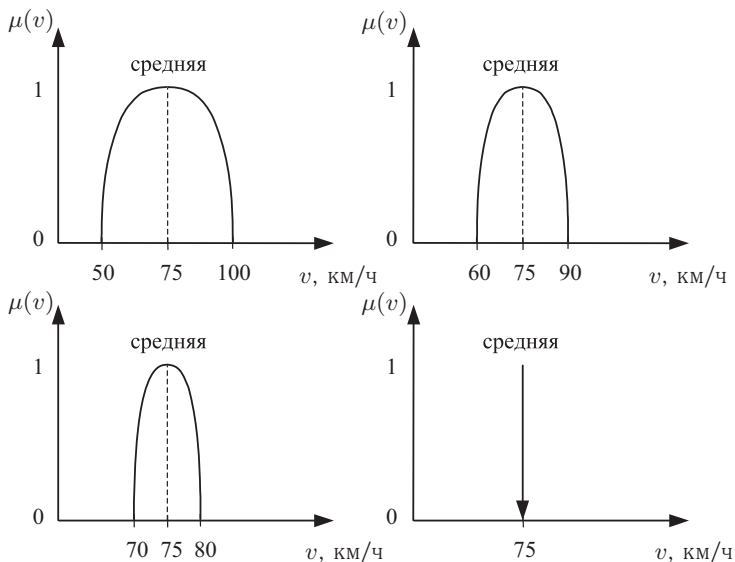 μ(v)
средняя
1
0
50 75 100 v, км/ч
μ(v)
средняя
1
0
60 75 90 v, км/ч
μ(v)
средняя
1
0
70 75 80 v, км/ч
μ(v)
средняя
1
0
75 v, км/ч